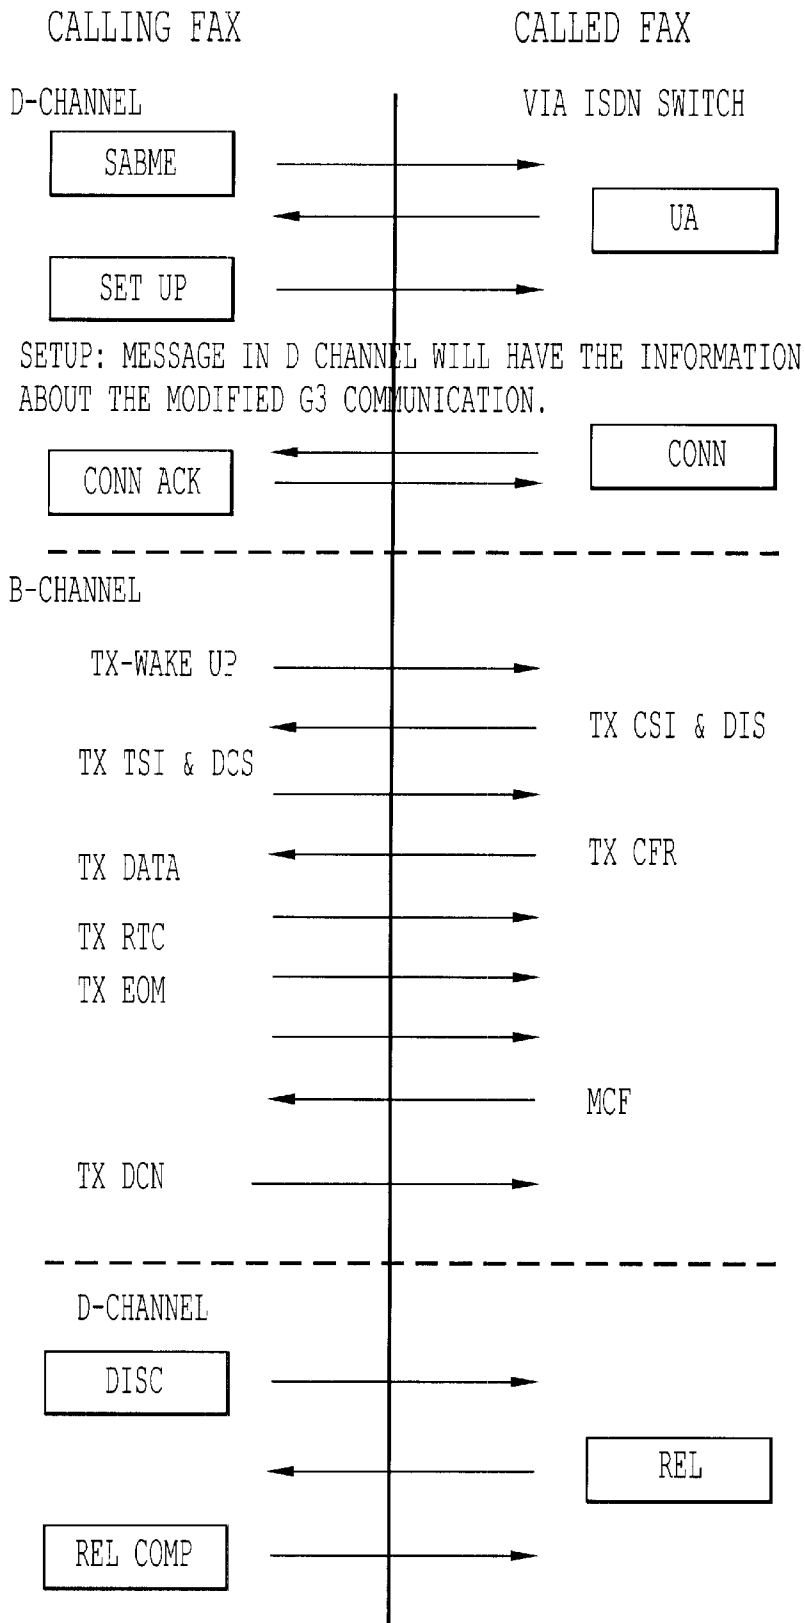 CALLING FAX
CALLED FAX
D-CHANNEL
VIA ISDN SWITCH
SABME
UA
SET UP
SETUP: MESSAGE IN D CHANNEL WILL HAVE THE INFORMATION
ABOUT THE MODIFIED G3 COMMUNICATION.
CONN
CONN ACK
B-CHANNEL
TX-WAKE UP
TX CSI & DIS
TX TSI & DCS
TX CFR
TX DATA
TX RTC
TX EOM
MCF
TX DCN
D-CHANNEL
DISC
REL
REL COMP